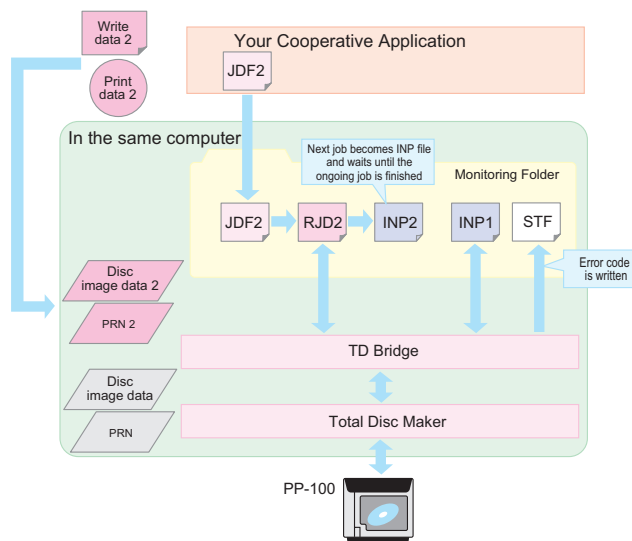 Write
data 2
Print
data 2
Your Cooperative Application
JDF2
In the same computer
Next job becomes INP file
and waits until the
ongoing job is finished
Monitoring Folder
JDF2
RJD2
INP2
INP1
STF
Error code
is written
Disc
image data 2
PRN 2
TD Bridge
Disc
image data
PRN
Total Disc Maker
PP-100